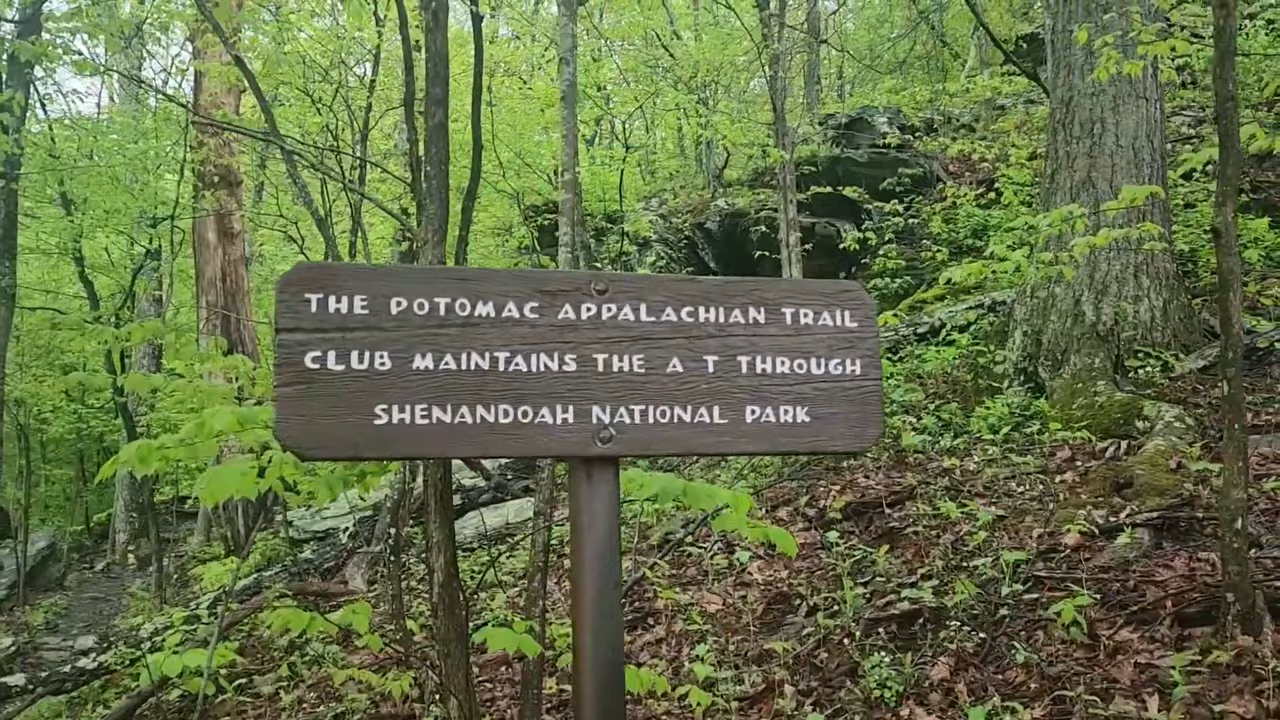 THE POTOMAC APPALACHIAN TRAIL
CLUB MAINTAINS THE A T THROUGH
SHENANDOAH NATIONAL PARK